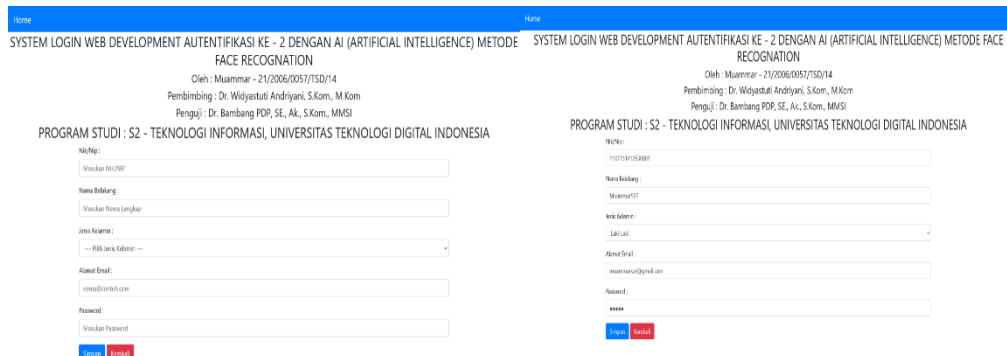 Home
SYSTEM LOGIN WEB DEVELOPMENT AUTENTIFIKASI KE - 2 DENGAN AI (ARTIFICIAL INTELLIGENCE) METODE
FACE RECOGNATION
Oleh : Muammar - 21/2006/0057/TSD/14
Pembimbing : Dr. Widyastuti Andriyani, S.Kom., M.Kom
Penguji : Dr. Bambang PDP, SE., Ak., S.Kom., MMSI
PROGRAM STUDI : S2 - TEKNOLOGI INFORMASI, UNIVERSITAS TEKNOLOGI DIGITAL INDONESIA
Nik/Nip :
Masukan NIK/NIP
Nama Belakang :
Masukan Nama Lengkap
Jenis Kelamin :
--- Pilih Jenis Kelamin ---
Alamat Email :
nama@contoh.com
Password :
Masukan Password
Simpan Kembali
Home
SYSTEM LOGIN WEB DEVELOPMENT AUTENTIFIKASI KE - 2 DENGAN AI (ARTIFICIAL INTELLIGENCE) METODE FACE
RECOGNATION
Oleh : Muammar - 21/2006/0057/TSD/14
Pembimbing : Dr. Widyastuti Andriyani, S.Kom., M.Kom
Penguji : Dr. Bambang PDP, SE., Ak., S.Kom., MMSI
PROGRAM STUDI : S2 - TEKNOLOGI INFORMASI, UNIVERSITAS TEKNOLOGI DIGITAL INDONESIA
Nik/Nip :
Nama Belakang :
MuammarSST
Jenis Kelamin :
Laki-Laki
Alamat Email :
Password :
•••••
Simpan Kembali